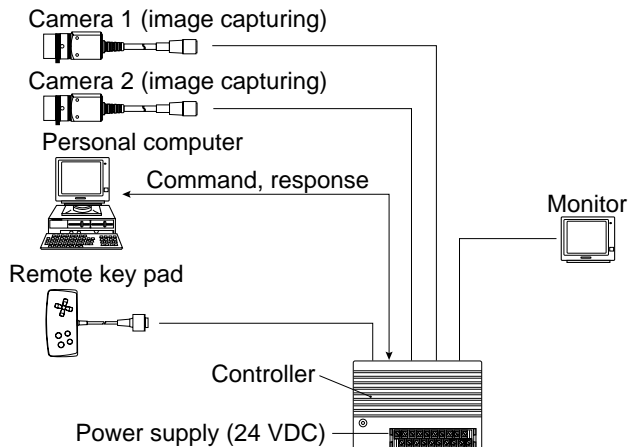 Camera 1 (image capturing)
Camera 2 (image capturing)
Personal computer
Command, response
Monitor
Remote key pad
Controller
Power supply (24 VDC)